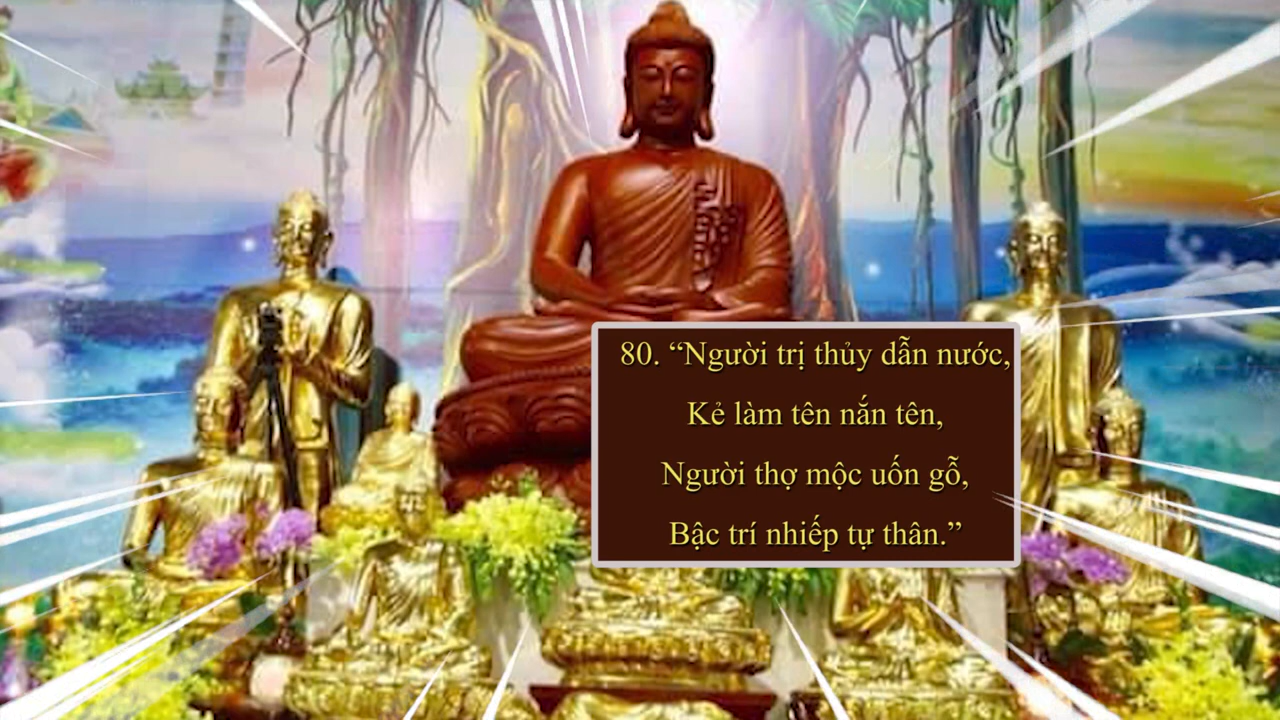 80. “Người trị thủy dẫn nước,
Kẻ làm tên nắn tên,
Người thợ mộc uốn gỗ,
Bậc trí nhiếp tự thân.”